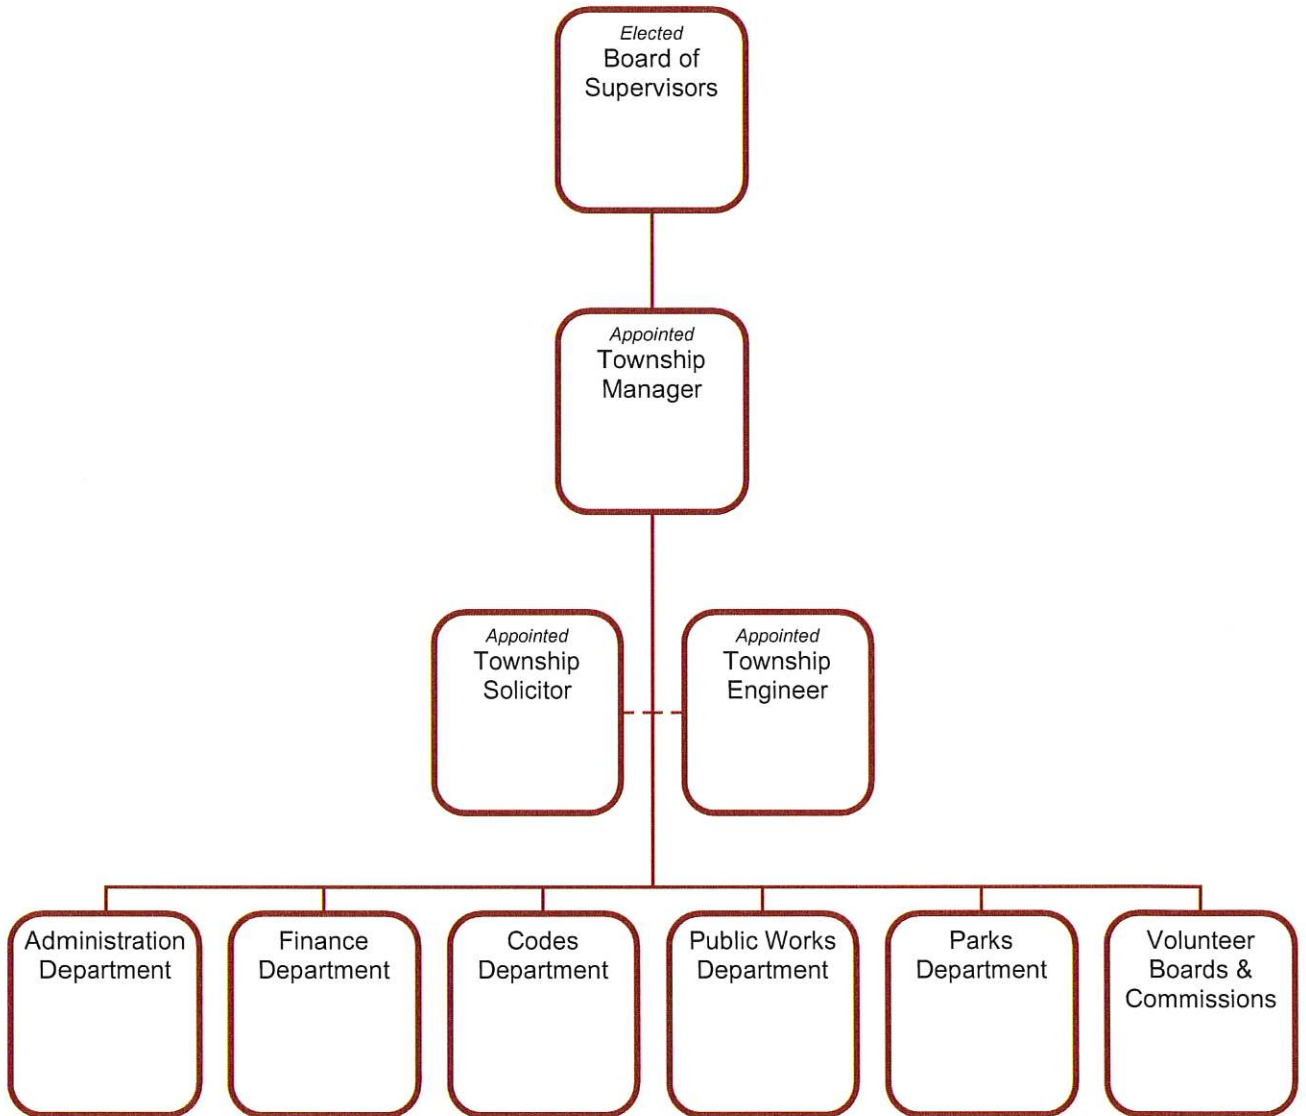 Elected
Board of
Supervisors
Appointed
Township
Manager
Appointed
Township
Solicitor
Appointed
Township
Engineer
Administration
Department
Finance
Department
Codes
Department
Public Works
Department
Parks
Department
Volunteer
Boards &
Commissions